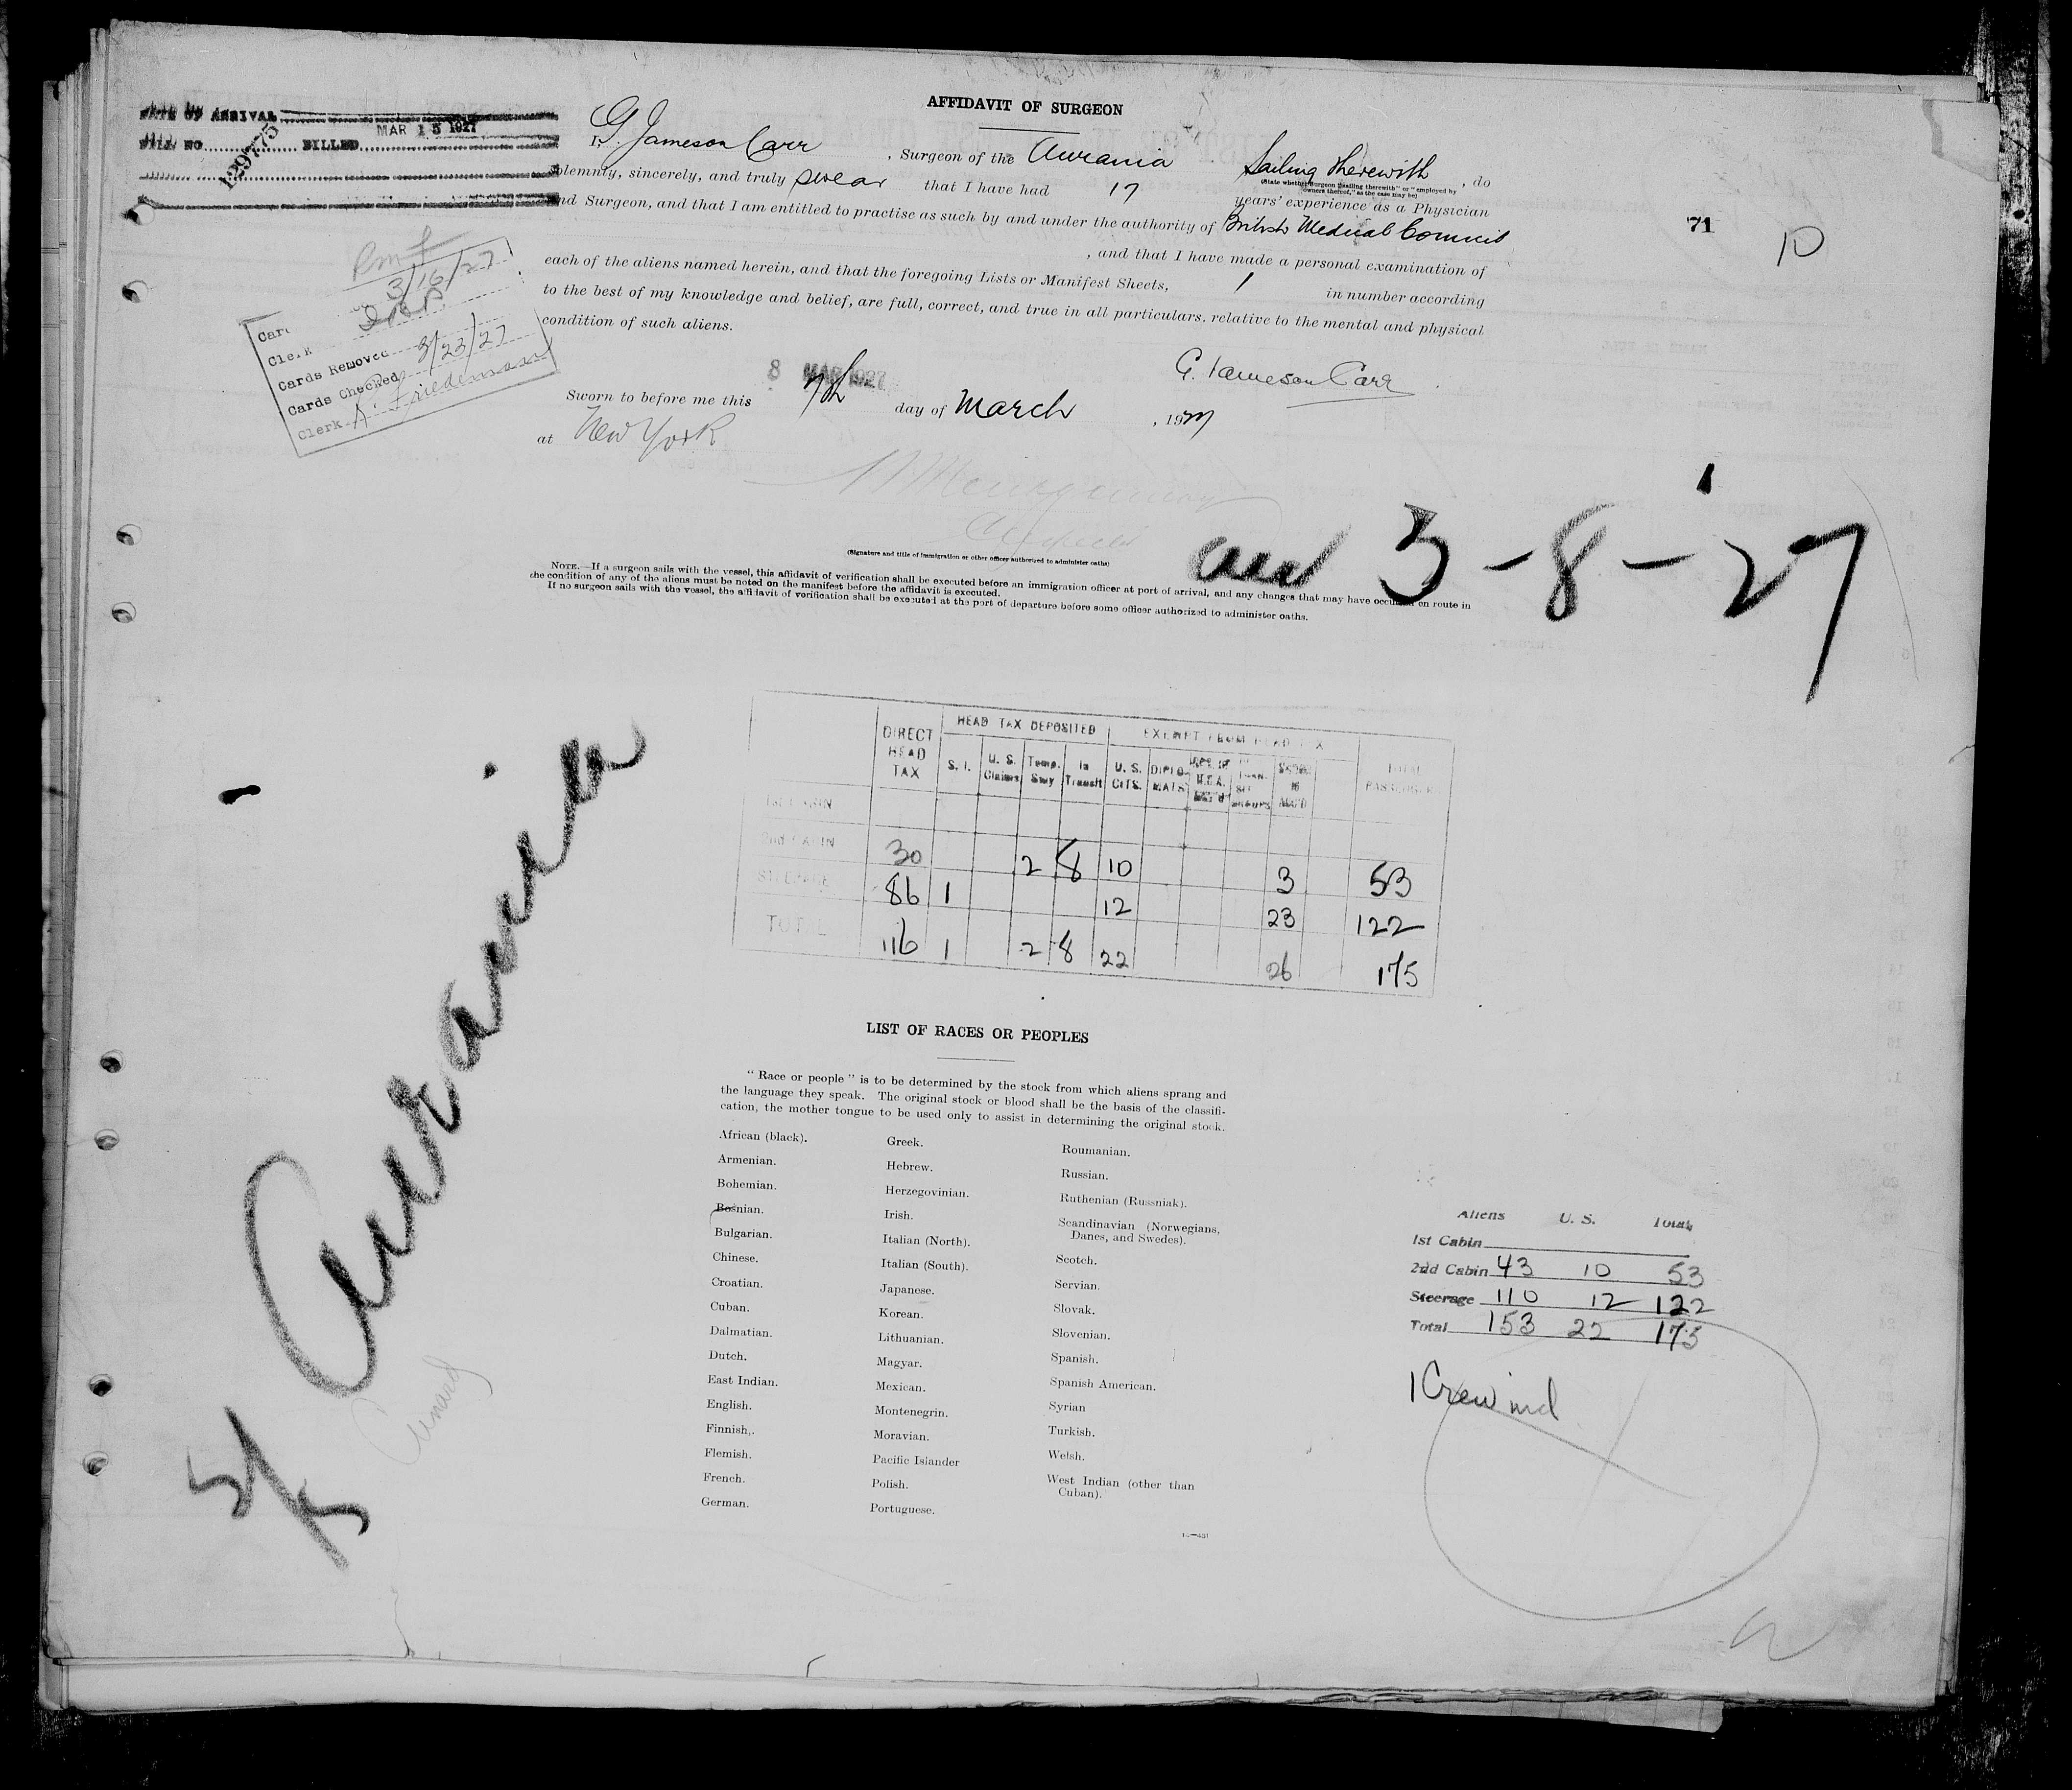 AFFIDAVIT OF SURGEON
DATE OF ARRIVAL
MAR 15 1927
BILL NO. BILLED
129775
I, G. Jameson Carr, Surgeon of the Aurania Sailing therewith, do
(State whether surgeon "sailing therewith" or "employed by owners thereof," as the case may be)
solemnly, sincerely, and truly swear that I have had 17 years' experience as a Physician
and Surgeon, and that I am entitled to practise as such by and under the authority of British Medical Council
, and that I have made a personal examination of
each of the aliens named herein, and that the foregoing Lists or Manifest Sheets, 1 in number according
to the best of my knowledge and belief, are full, correct, and true in all particulars, relative to the mental and physical
condition of such aliens.
G. Jameson Carr
8 MAR 1927
Sworn to before me this 7th day of March, 1927
at New York
71
10
3/16/27
Clerk
Cards Removed 3/23/27
Cards Checked
Clerk A. Friedeman
(Signature and title of immigration or other officer authorized to administer oaths)
3-8-27
NOTE.—If a surgeon sails with the vessel, this affidavit of verification shall be executed before an immigration officer at port of arrival, and any changes that may have occurred en route in
the condition of any of the aliens must be noted on the manifest before the affidavit is executed.
If no surgeon sails with the vessel, the affidavit of verification shall be executed at the port of departure before some officer authorized to administer oaths.
DIRECT HEAD TAX HEAD TAX DEPOSITED EXEMPT FROM HEAD TAX TOTAL PASSENGER
S. I. U. S. Claims Temp. Stay In Transit U. S. CITS. DIPLO-MATS
1ST CABIN
2nd CABIN 30 2 8 10 3 53
STEERAGE 86 1 12 23 122
TOTAL 116 1 2 8 22 26 175
Aurania
Cunard
LIST OF RACES OR PEOPLES
"Race or people" is to be determined by the stock from which aliens sprang and
the language they speak. The original stock or blood shall be the basis of the classifi-
cation, the mother tongue to be used only to assist in determining the original stock.
African (black).
Armenian.
Bohemian.
Bosnian.
Bulgarian.
Chinese.
Croatian.
Cuban.
Dalmatian.
Dutch.
East Indian.
English.
Finnish.
Flemish.
French.
German.
Greek.
Hebrew.
Herzegovinian.
Irish.
Italian (North).
Italian (South).
Japanese.
Korean.
Lithuanian.
Magyar.
Mexican.
Montenegrin.
Moravian.
Pacific Islander
Polish.
Portuguese.
Roumanian.
Russian.
Ruthenian (Russniak).
Scandinavian (Norwegians,
Danes, and Swedes).
Scotch.
Servian.
Slovak.
Slovenian.
Spanish.
Spanish American.
Syrian
Turkish.
Welsh.
West Indian (other than
Cuban).
Aliens U. S. Total
1st Cabin
2nd Cabin 43 10 53
Steerage 110 12 122
Total 153 22 175
1 Crew incl